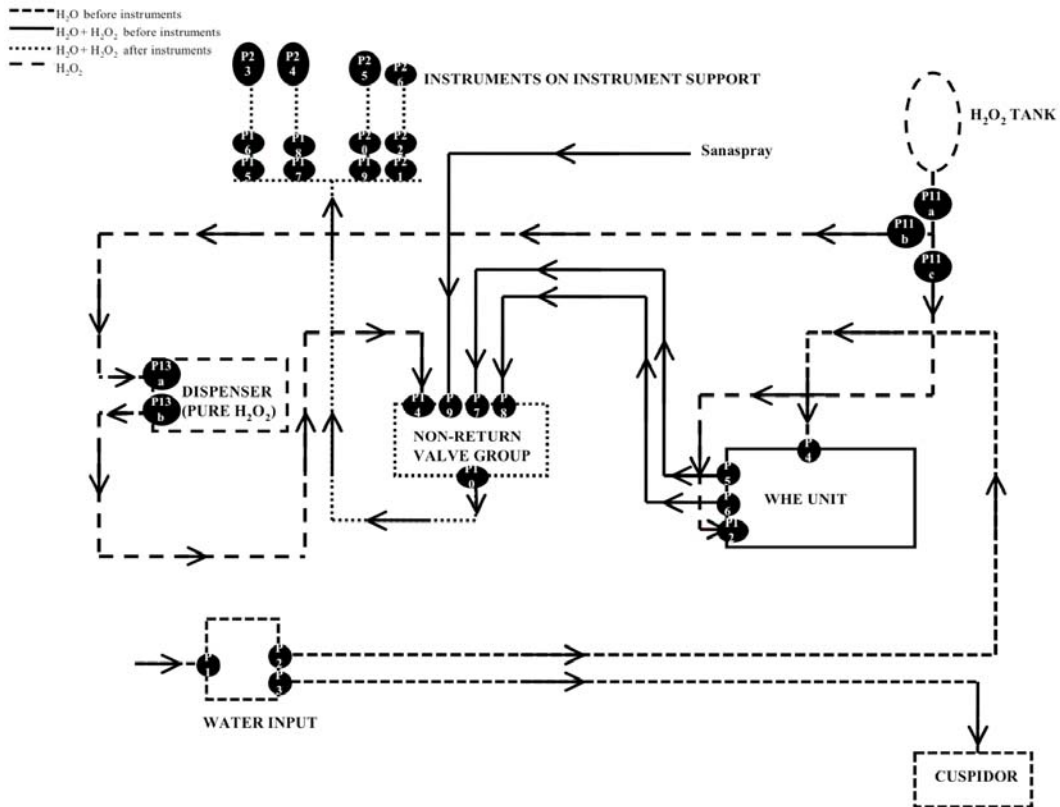 H₂O before instruments
H₂O + H₂O₂ before instruments
H₂O + H₂O₂ after instruments
H₂O₂
P23
P24
P25
P26
INSTRUMENTS ON INSTRUMENT SUPPORT
H₂O₂ TANK
P16
P18
P20
P22
P15
P17
P19
P21
Sanaspray
P11
a
P11
b
P11
c
P13
a
DISPENSER
(PURE H₂O₂)
P13
b
P14
P9
P7
P8
NON-RETURN
VALVE GROUP
P10
P4
P5
WHE UNIT
P6
P12
P1
P2
P3
WATER INPUT
CUSPIDOR